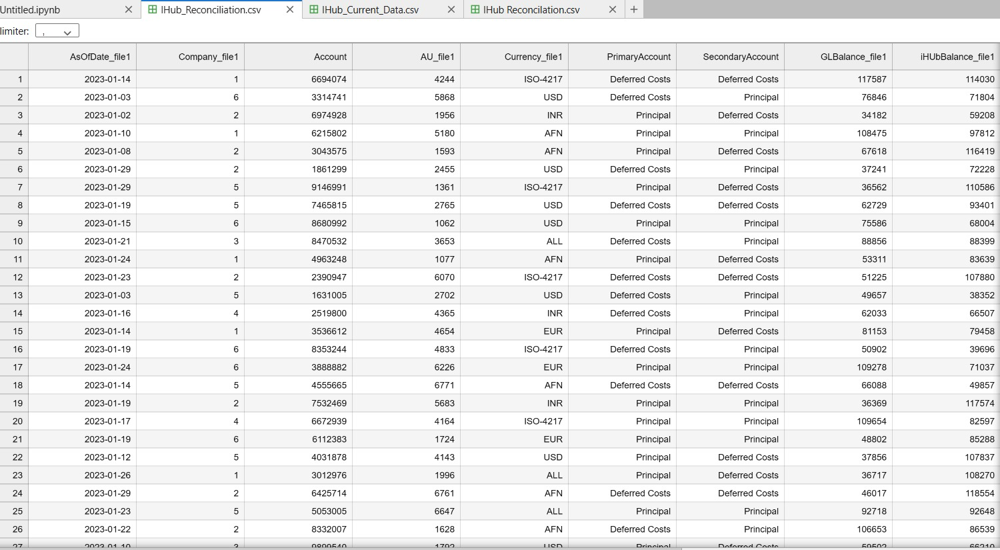 Untitled.ipynb IHub_Reconciliation.csv IHub_Current_Data.csv IHub Reconcilation.csv
limiter: ,
AsOfDate_file1 Company_file1 Account AU_file1 Currency_file1 PrimaryAccount SecondaryAccount GLBalance_file1 iHUbBalance_file1
1 2023-01-14 1 6694074 4244 ISO-4217 Deferred Costs Deferred Costs 117587 114030
2 2023-01-03 6 3314741 5868 USD Deferred Costs Principal 76846 71804
3 2023-01-02 2 6974928 1956 INR Principal Deferred Costs 34182 59208
4 2023-01-10 1 6215802 5180 AFN Principal Principal 108475 97812
5 2023-01-08 2 3043575 1593 AFN Principal Deferred Costs 67618 116419
6 2023-01-29 2 1861299 2455 USD Deferred Costs Principal 37241 72228
7 2023-01-29 5 9146991 1361 ISO-4217 Principal Deferred Costs 36562 110586
8 2023-01-19 5 7465815 2765 USD Deferred Costs Deferred Costs 62729 93401
9 2023-01-15 6 8680992 1062 USD Principal Principal 75586 68004
10 2023-01-21 3 8470532 3653 ALL Deferred Costs Principal 88856 88399
11 2023-01-24 1 4963248 1077 AFN Principal Deferred Costs 53311 83639
12 2023-01-23 2 2390947 6070 ISO-4217 Deferred Costs Deferred Costs 51225 107880
13 2023-01-03 5 1631005 2702 USD Deferred Costs Principal 49657 38352
14 2023-01-16 4 2519800 4365 INR Deferred Costs Principal 62033 66507
15 2023-01-14 1 3536612 4654 EUR Principal Deferred Costs 81153 79458
16 2023-01-19 6 8353244 4833 ISO-4217 Deferred Costs Principal 50902 39696
17 2023-01-24 6 3888882 6226 EUR Principal Principal 109278 71037
18 2023-01-14 5 4555665 6771 AFN Deferred Costs Deferred Costs 66088 49857
19 2023-01-19 2 7532469 5683 INR Principal Principal 36369 117574
20 2023-01-17 4 6672939 4164 ISO-4217 Principal Principal 109654 82597
21 2023-01-19 6 6112383 1724 EUR Principal Principal 48802 85288
22 2023-01-12 5 4031878 4143 USD Principal Deferred Costs 37856 107837
23 2023-01-26 1 3012976 1996 ALL Principal Deferred Costs 36717 108270
24 2023-01-29 2 6425714 6761 AFN Deferred Costs Deferred Costs 46017 118554
25 2023-01-23 5 5053005 6647 ALL Principal Principal 92718 92648
26 2023-01-22 2 8332007 1628 AFN Deferred Costs Principal 106653 86539
27 USD Principal Deferred Costs